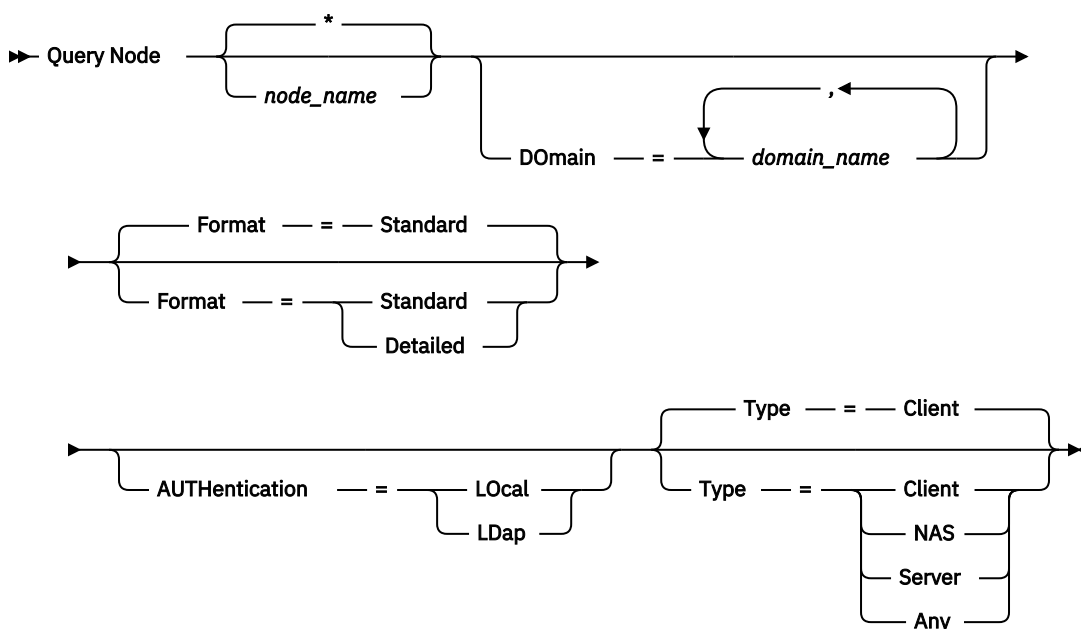 *
Query Node
node_name
,
DOmain = domain_name
Format = Standard
Format = Standard
Detailed
Type = Client
AUTHentication = LOcal
LDap
Type = Client
NAS
Server
Any